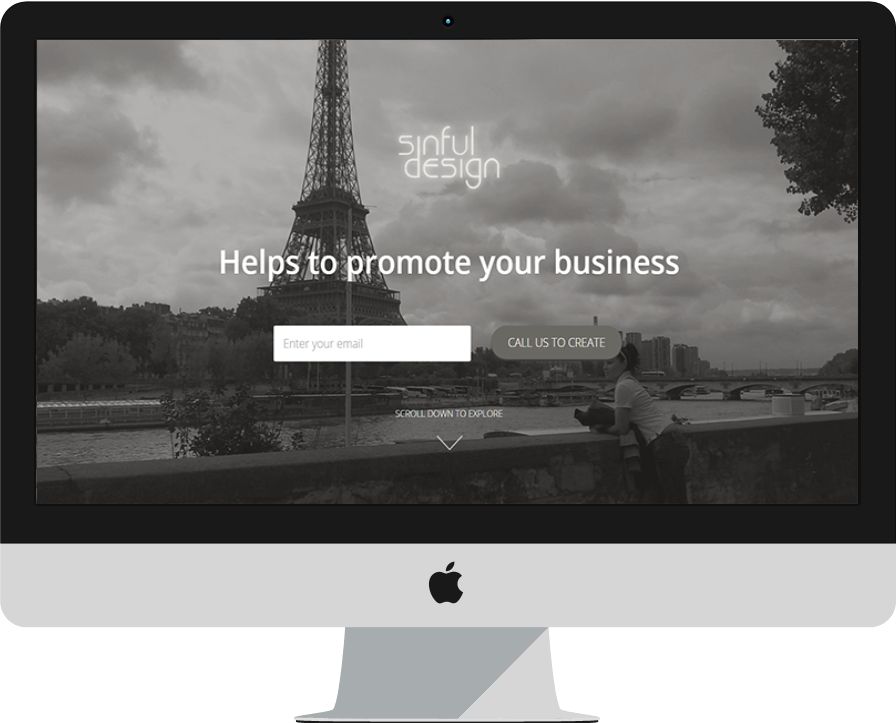 sinful
design
Helps to promote your business
Enter your email
CALL US TO CREATE
SCROLL DOWN TO EXPLORE